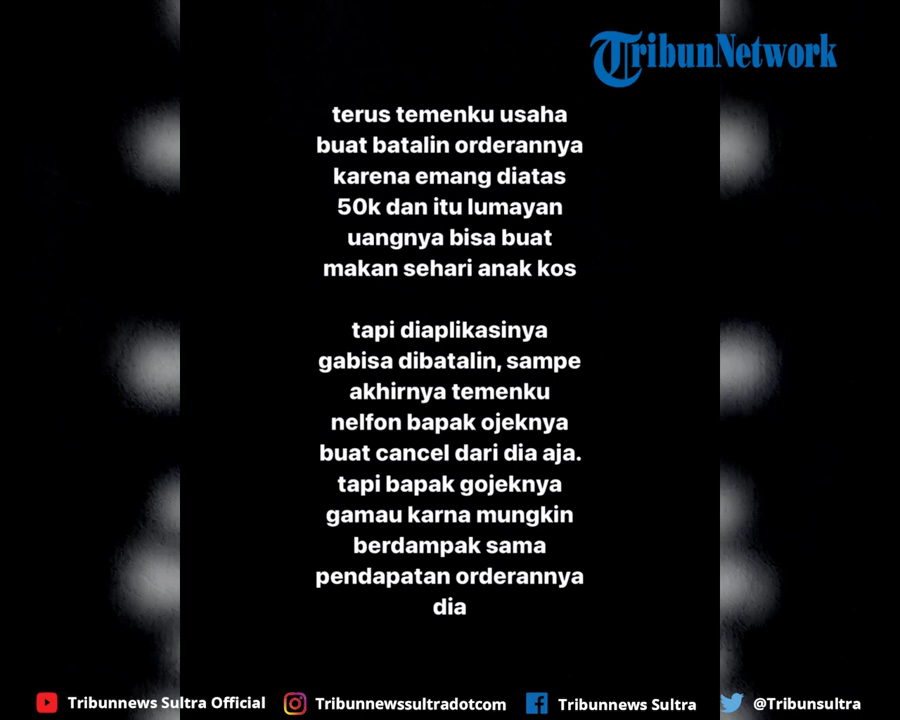 TribunNetwork
terus temenku usaha
buat batalin orderannya
karena emang diatas
50k dan itu lumayan
uangnya bisa buat
makan sehari anak kos
tapi diaplikasinya
gabisa dibatalin, sampe
akhirnya temenku
nelfon bapak ojeknya
buat cancel dari dia aja.
tapi bapak gojeknya
gamau karna mungkin
berdampak sama
pendapatan orderannya
dia
Tribunnews Sultra Official Tribunnewssultradotcom Tribunnews Sultra @Tribunsultra